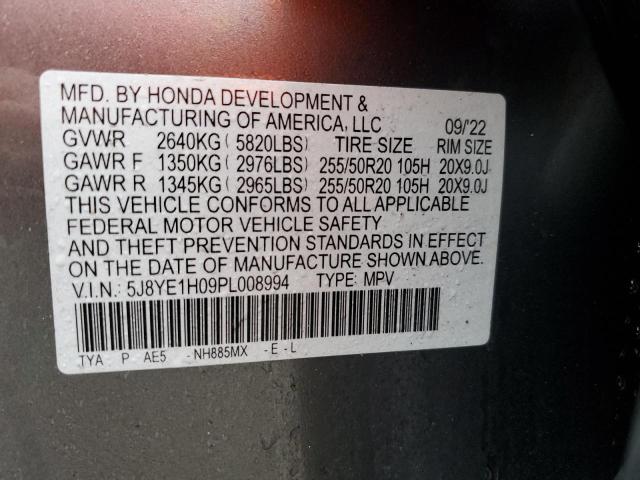 MFD. BY HONDA DEVELOPMENT &
MANUFACTURING OF AMERICA, LLC 09/'22
GVWR 2640KG ( 5820LBS) TIRE SIZE RIM SIZE
GAWR F 1350KG ( 2976LBS) 255/50R20 105H 20X9.0J
GAWR R 1345KG ( 2965LBS) 255/50R20 105H 20X9.0J
THIS VEHICLE CONFORMS TO ALL APPLICABLE
FEDERAL MOTOR VEHICLE SAFETY
AND THEFT PREVENTION STANDARDS IN EFFECT
ON THE DATE OF MANUFACTURE SHOWN ABOVE.
V.I.N.: 5J8YE1H09PL008994 TYPE: MPV
TYA P AE5 -NH885MX -E-L